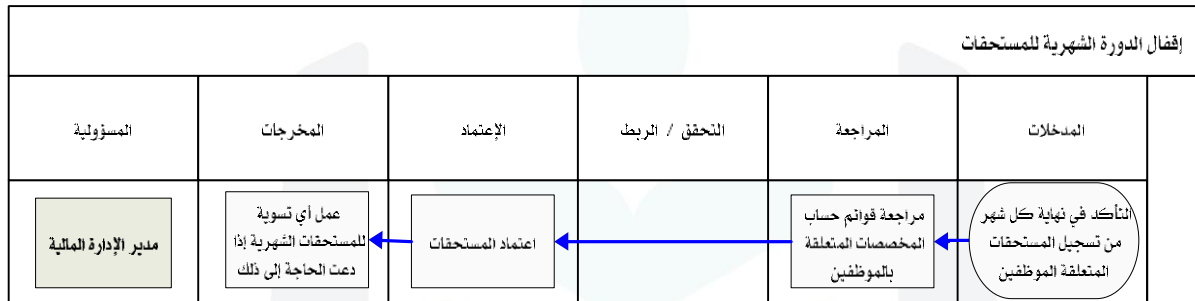 إقفال الدورة الشهرية للمستحقات
المدخلات
المراجعة
التحقق / الربط
الإعتماد
المخرجات
المسؤولية
التأكد في نهاية كل شهر
من تسجيل المستحقات
المتعلقة الموظفين
مراجعة قوائم حساب
المخصصات المتعلقة
بالموظفين
اعتماد المستحقات
عمل أي تسوية
للمستحقات الشهرية إذا
دعت الحاجة إلى ذلك
مدير الإدارة المالية